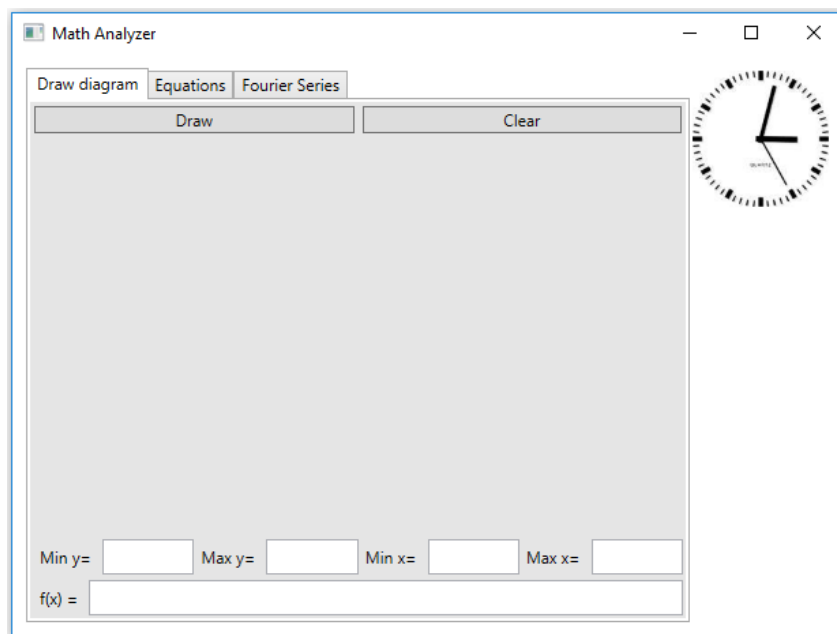 Math Analyzer
Draw diagram Equations Fourier Series
Draw Clear
Min y= Max y= Min x= Max x=
f(x) =